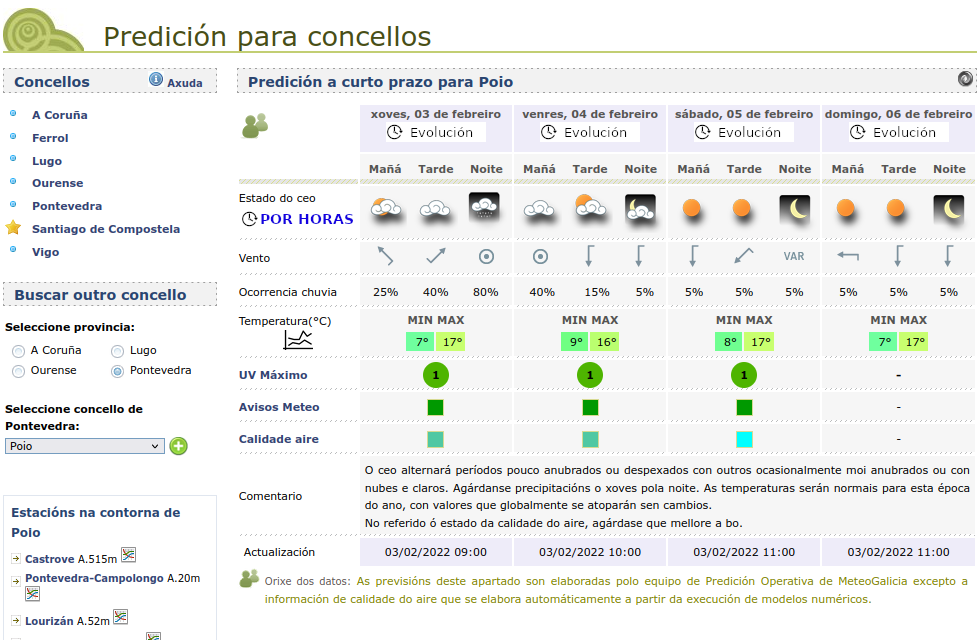 Predición para concellos
Concellos
Axuda
A Coruña
Ferrol
Lugo
Ourense
Pontevedra
Santiago de Compostela
Vigo
Buscar outro concello
Seleccione provincia:
A Coruña Lugo
Ourense Pontevedra
Seleccione concello de
Pontevedra:
Poio
Estacións na contorna de
Poio
Castrove A.515m
Pontevedra-Campolongo A.20m
Lourizán A.52m
Predición a curto prazo para Poio
xoves, 03 de febreiro venres, 04 de febreiro sábado, 05 de febreiro domingo, 06 de febreiro
Evolución Evolución Evolución Evolución
Mañá Tarde Noite Mañá Tarde Noite Mañá Tarde Noite Mañá Tarde Noite
Estado do ceo
POR HORAS
Vento VAR
Ocorrencia chuvia 25% 40% 80% 40% 15% 5% 5% 5% 5% 5% 5% 5%
Temperatura(°C) MIN MAX MIN MAX MIN MAX MIN MAX
7° 17° 9° 16° 8° 17° 7° 17°
UV Máximo 1 1 1 -
Avisos Meteo -
Calidade aire -
Comentario
O ceo alternará períodos pouco anubrados ou despexados con outros ocasionalmente moi anubrados ou con
nubes e claros. Agárdanse precipitacións o xoves pola noite. As temperaturas serán normais para esta época
do ano, con valores que globalmente se atoparán sen cambios.
No referido ó estado da calidade do aire, agárdase que mellore a bo.
Actualización 03/02/2022 09:00 03/02/2022 10:00 03/02/2022 11:00 03/02/2022 11:00
Orixe dos datos: As previsións deste apartado son elaboradas polo equipo de Predición Operativa de MeteoGalicia excepto a
información de calidade do aire que se elabora automáticamente a partir da execución de modelos numéricos.